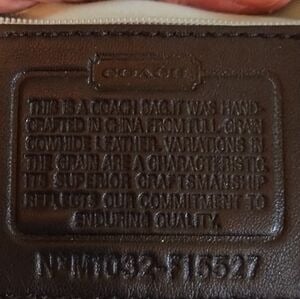 COACH
THIS IS A COACH BAG. IT WAS HAND-
CRAFTED IN CHINA FROM FULL GRAIN
COWHIDE LEATHER. VARIATIONS IN
THE GRAIN ARE A CHARACTERISTIC.
ITS SUPERIOR CRAFTSMANSHIP
REFLECTS OUR COMMITMENT TO
ENDURING QUALITY.
Nº M1032-F15527